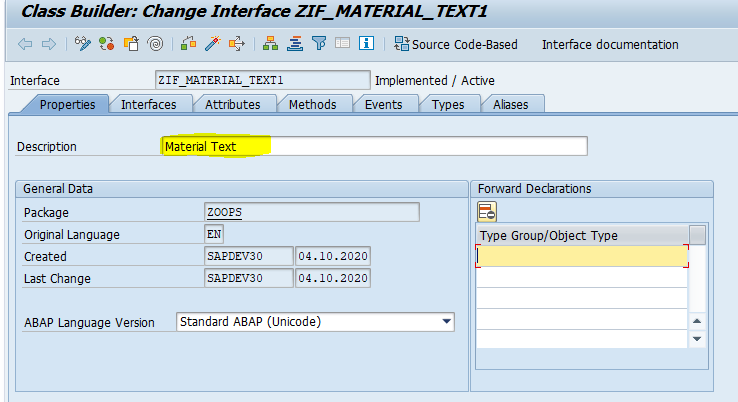 Class Builder: Change Interface ZIF_MATERIAL_TEXT1
Source Code-Based Interface documentation
Interface ZIF_MATERIAL_TEXT1 Implemented / Active
Properties Interfaces Attributes Methods Events Types Aliases
Description Material Text
General Data Forward Declarations
Package ZOOPS
Type Group/Object Type
Original Language EN
Created SAPDEV30 04.10.2020
Last Change SAPDEV30 04.10.2020
ABAP Language Version Standard ABAP (Unicode)